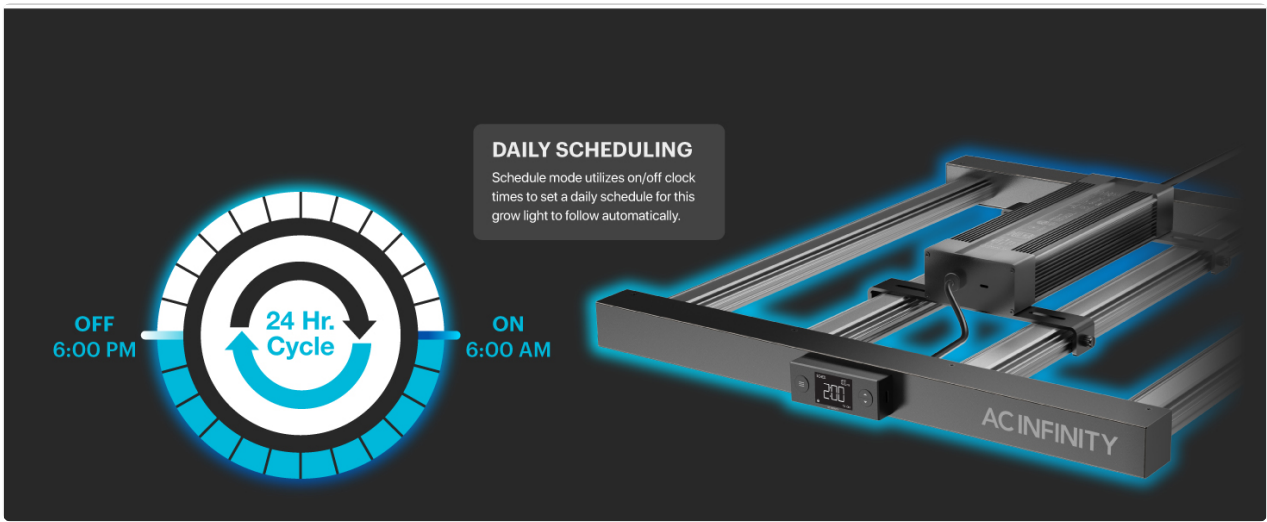 DAILY SCHEDULING
Schedule mode utilizes on/off clock
times to set a daily schedule for this
grow light to follow automatically.
OFF
6:00 PM
24 Hr.
Cycle
ON
6:00 AM
200
AC INFINITY